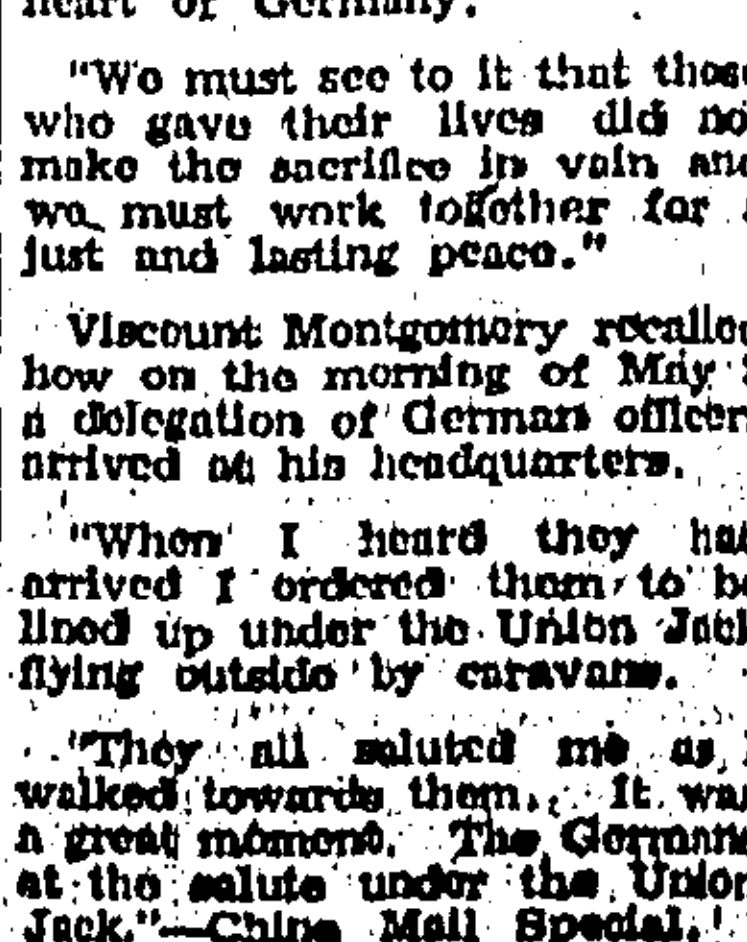 heart of Germany.
"We must see to it that those
who gave their lives did not
make the sacrifice in vain and
we must work together for a
just and lasting peace."
Viscount Montgomery recalled
how on the morning of May
a delegation of German officers
arrived at his headquarters.
"When I heard they had
arrived I ordered them to be
lined up under the Union Jack
flying outside by caravans.
"They all saluted me as I
walked towards them. It was
a great moment. The Germans
at the salute under the Union
Jack."—China Mail Special.